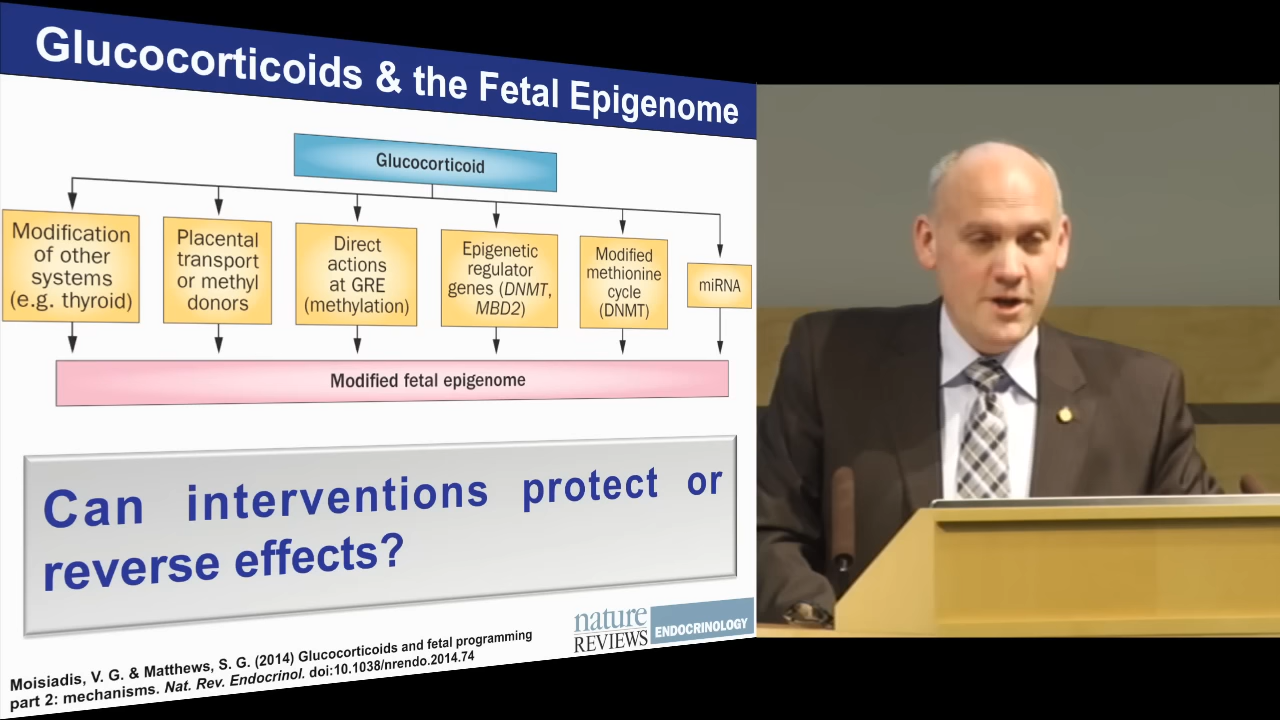 Glucocorticoids & the Fetal Epigenome
Glucocorticoid
Modification
of other
systems
(e.g. thyroid)
Placental
transport
or methyl
donors
Direct
actions
at GRE
(methylation)
Epigenetic
regulator
genes (DNMT,
MBD2)
Modified
methionine
cycle
(DNMT)
miRNA
Modified fetal epigenome
Can interventions protect or
reverse effects?
nature
REVIEWS ENDOCRINOLOGY
Moisiadis, V. G. & Matthews, S. G. (2014) Glucocorticoids and fetal programming
part 2: mechanisms. Nat. Rev. Endocrinol. doi:10.1038/nrendo.2014.74